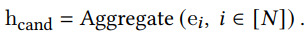 h_cand = Aggregate (e_i, i ∈ [N]) .